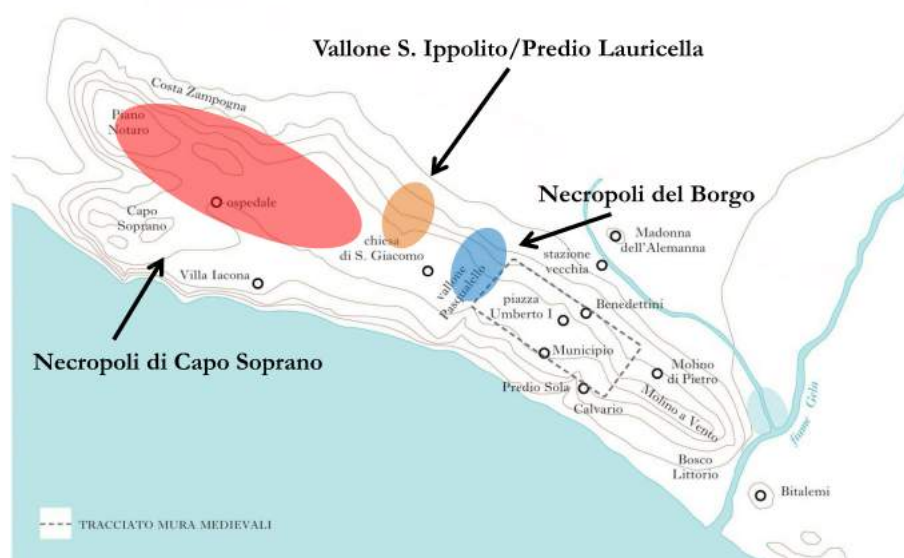 Vallone S. Ippolito/Predio Lauricella
Costa Zampogna
Piano
Notaro
Necropoli del Borgo
ospedale
Capo
Soprano
Madonna
dell'Alemanna
chiesa
di S. Giacomo
stazione
vecchia
Villa Iacona
vallone
Pasqualello
piazza
Umberto I
Benedettini
Necropoli di Capo Soprano
Municipio
Molino
di Pietro
Predio Sola
Molino a Vento
Calvario
fiume Gela
Bosco
Littorio
Bitalemi
TRACCIATO MURA MEDIEVALI